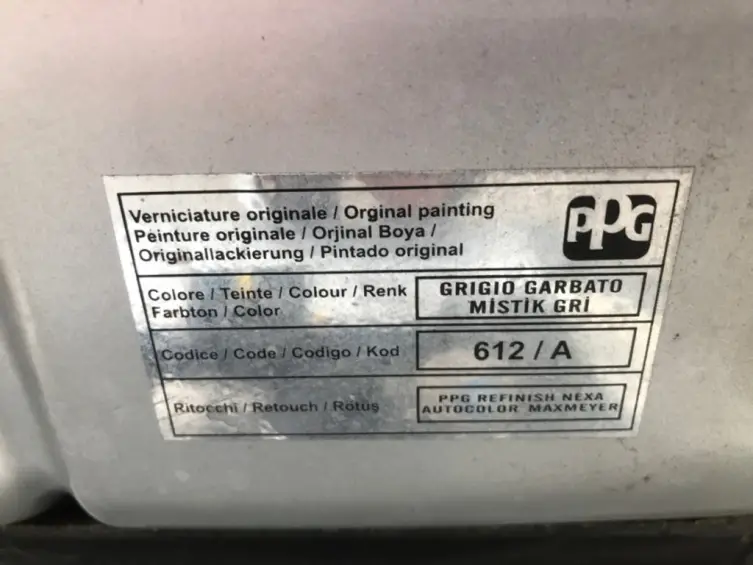 Verniciature originale / Orginal painting
Peinture originale / Orjinal Boya /
Originallackierung / Pintado original
PPG
Colore / Teinte / Colour / Renk
Farbton / Color
GRIGIO GARBATO
MİSTİK GRİ
Codice / Code / Codigo / Kod
612 / A
Ritocchi / Retouch / Rötuş
PPG REFINISH NEXA
AUTOCOLOR MAXMEYER